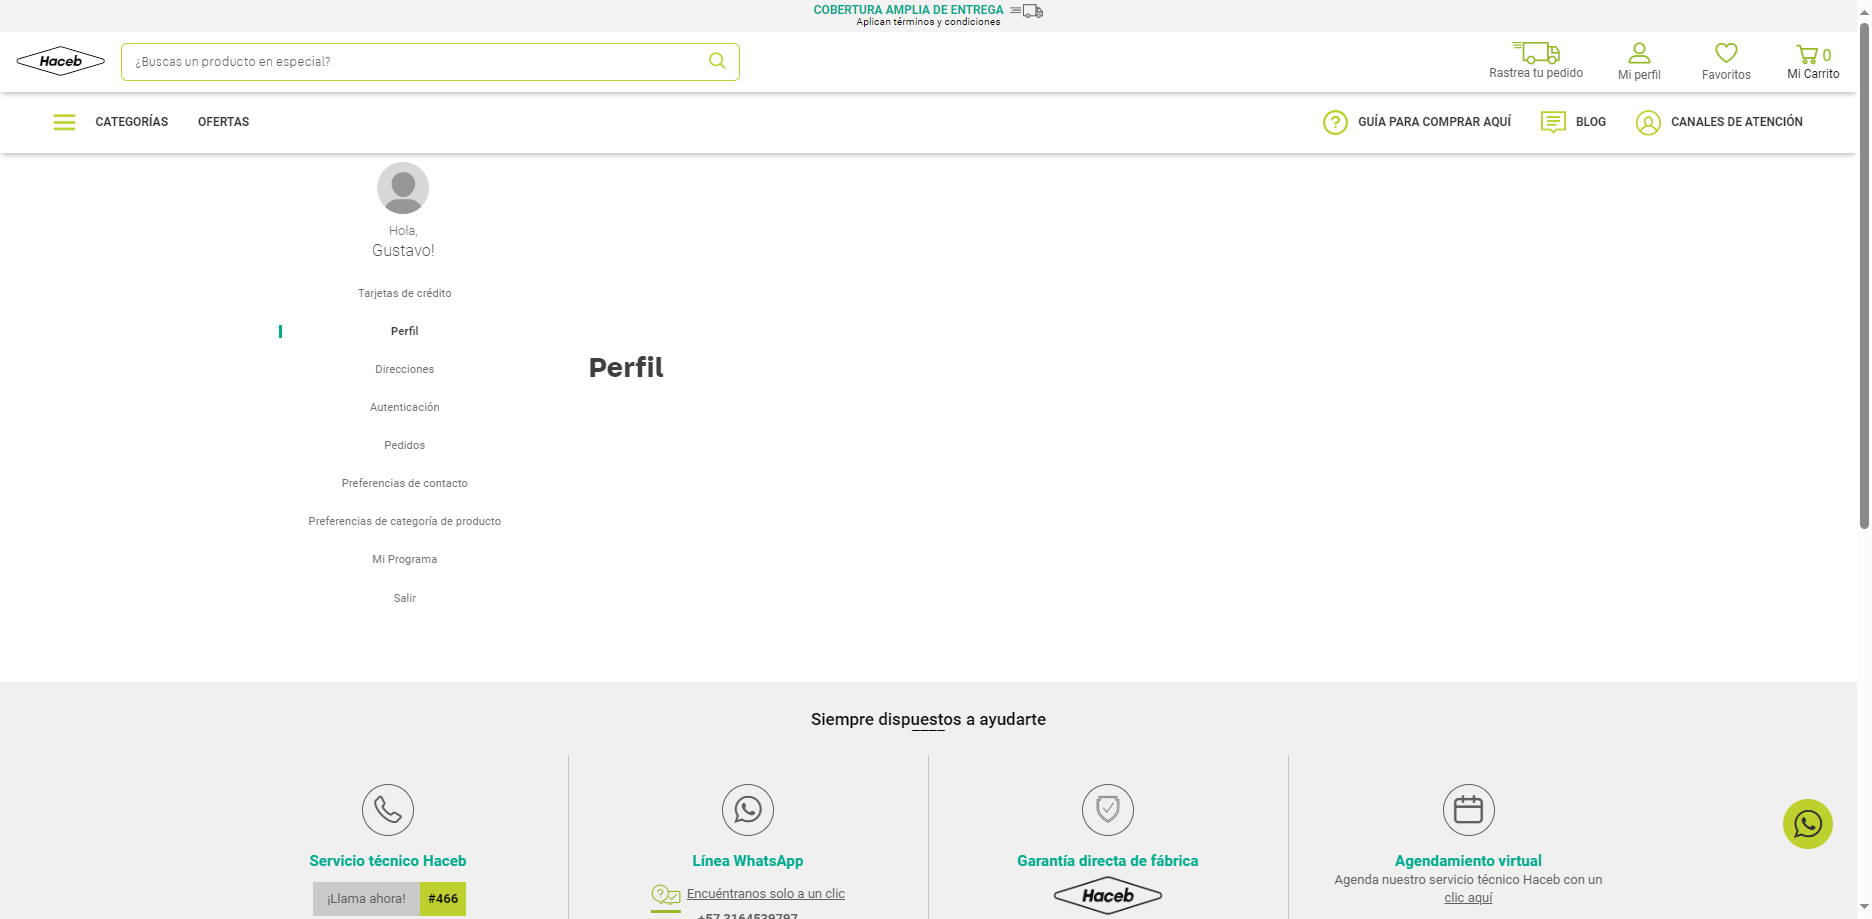 COBERTURA AMPLIA DE ENTREGA
Aplican términos y condiciones
Haceb
¿Buscas un producto en especial?
Rastrea tu pedido
Mi perfil
Favoritos
0
Mi Carrito
CATEGORÍAS
OFERTAS
GUÍA PARA COMPRAR AQUÍ
BLOG
CANALES DE ATENCIÓN
Hola,
Gustavo!
Tarjetas de crédito
Perfil
Direcciones
Autenticación
Pedidos
Preferencias de contacto
Preferencias de categoría de producto
Mi Programa
Salir
Perfil
Siempre dispuestos a ayudarte
Servicio técnico Haceb
¡Llama ahora! #466
Línea WhatsApp
Encuéntranos solo a un clic
+57 3164539797
Garantía directa de fábrica
Haceb
Agendamiento virtual
Agenda nuestro servicio técnico Haceb con un
clic aquí